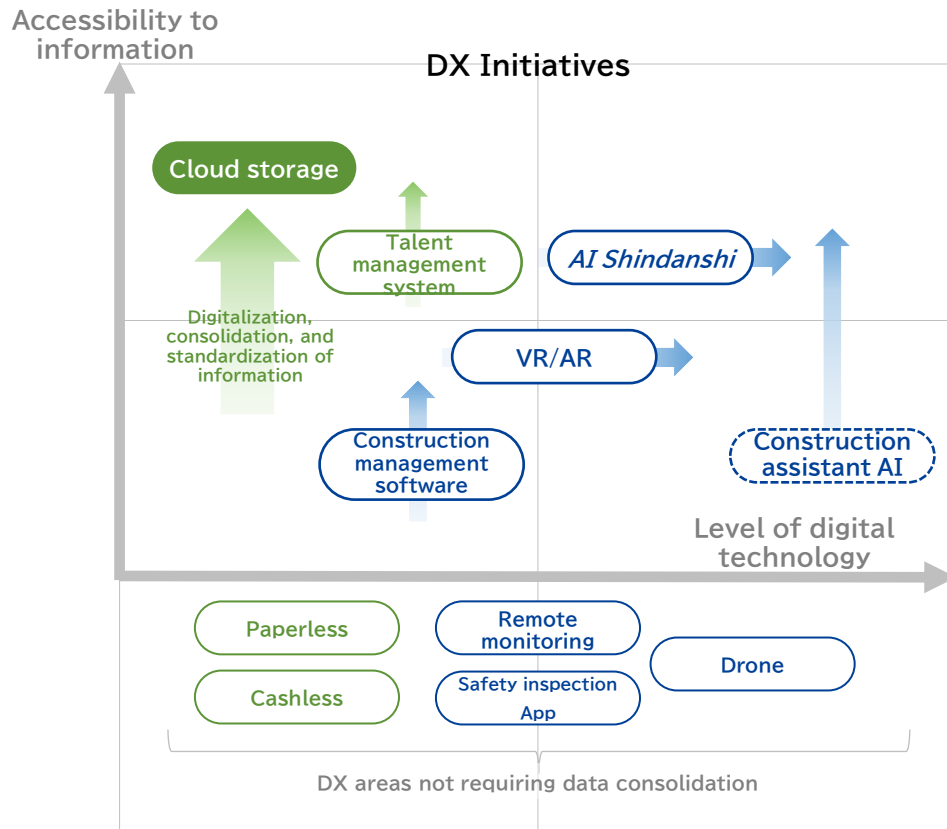 Accessibility to
information
DX Initiatives
Cloud storage
Talent
management
system
AI Shindanshi
Digitalization,
consolidation, and
standardization of
information
VR/AR
Construction
management
software
Construction
assistant AI
Level of digital
technology
Paperless
Remote
monitoring
Drone
Cashless
Safety inspection
App
DX areas not requiring data consolidation